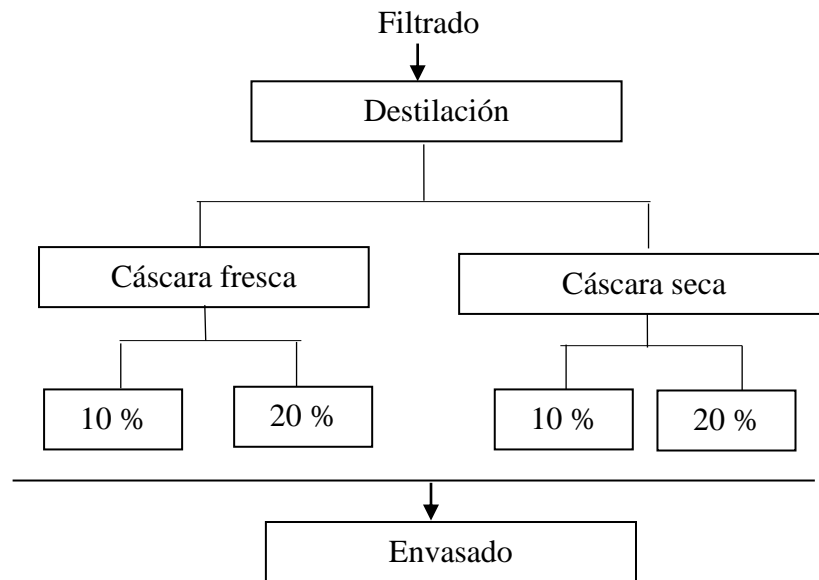 Filtrado
Destilación
Cáscara fresca
Cáscara seca
10 %
20 %
10 %
20 %
Envasado